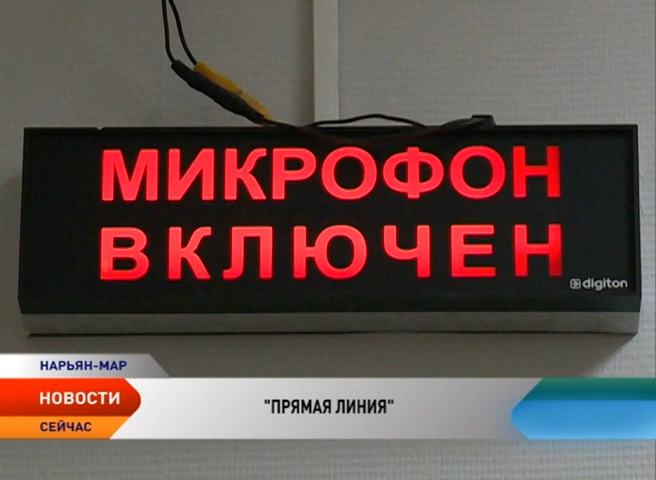 МИКРОФОН
ВКЛЮЧЕН
digiton
НАРЬЯН-МАР
НОВОСТИ
СЕЙЧАС
"ПРЯМАЯ ЛИНИЯ"